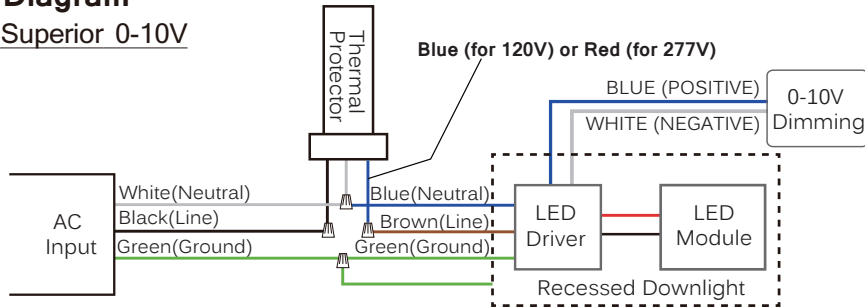 Diagram
Superior 0-10V
Thermal
Protector
Blue (for 120V) or Red (for 277V)
BLUE (POSITIVE)
WHITE (NEGATIVE)
0-10V
Dimming
AC
Input
White(Neutral)
Black(Line)
Green(Ground)
Blue(Neutral)
Brown(Line)
Green(Ground)
LED
Driver
LED
Module
Recessed Downlight